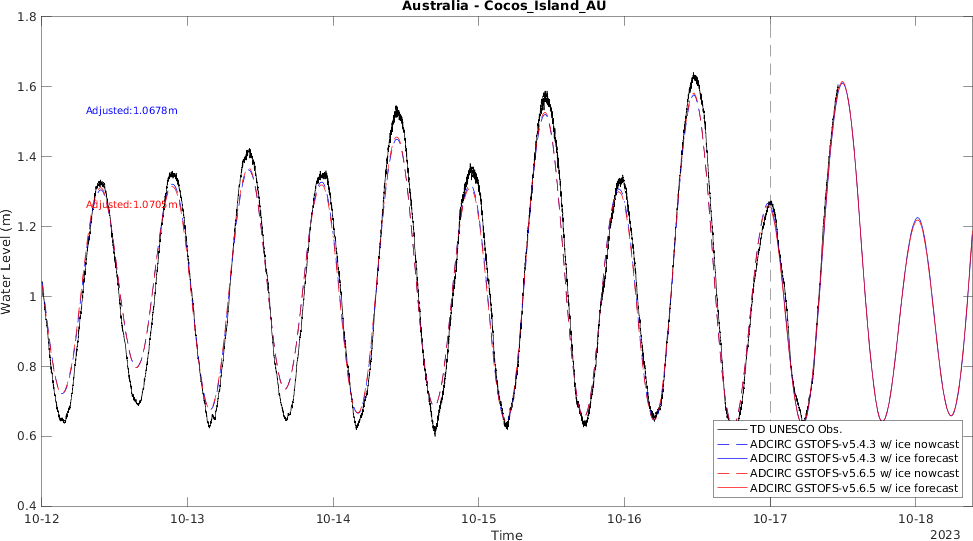 Australia - Cocos_Island_AU
1.8
1.6
1.4
1.2
1
0.8
0.6
0.4
Water Level (m)
Adjusted:1.0678m
Adjusted:1.0705m
TD UNESCO Obs.
ADCIRC GSTOFS-v5.4.3 w/ ice nowcast
ADCIRC GSTOFS-v5.4.3 w/ ice forecast
ADCIRC GSTOFS-v5.6.5 w/ ice nowcast
ADCIRC GSTOFS-v5.6.5 w/ ice forecast
10-12 10-13 10-14 10-15 10-16 10-17 10-18
Time
2023